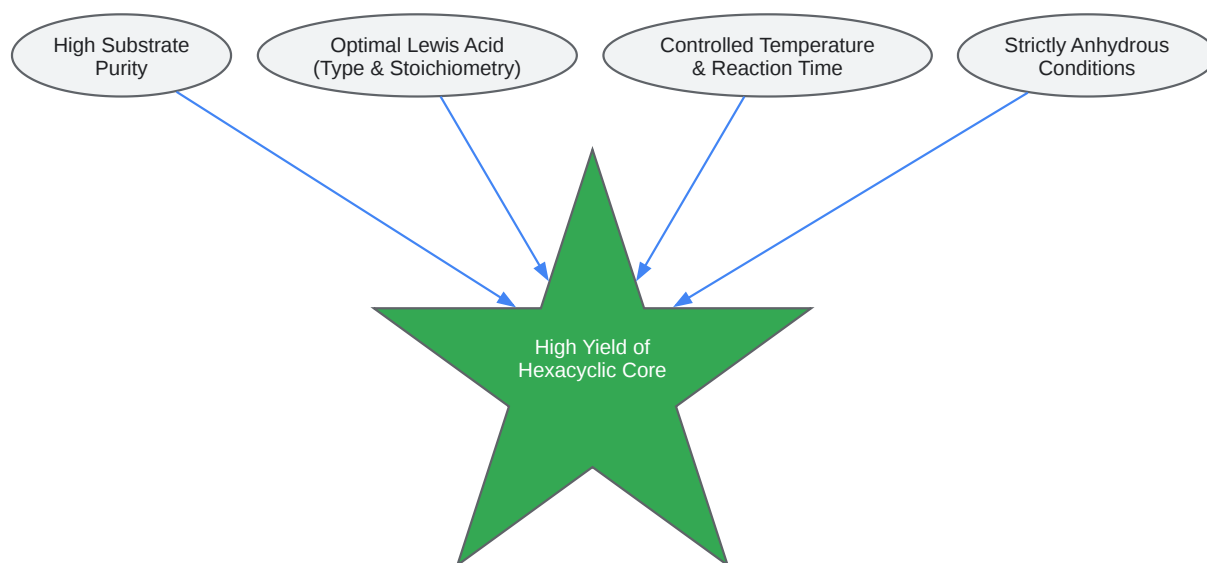 High Substrate
Purity
Optimal Lewis Acid
(Type & Stoichiometry)
Controlled Temperature
& Reaction Time
Strictly Anhydrous
Conditions
High Yield of
Hexacyclic Core